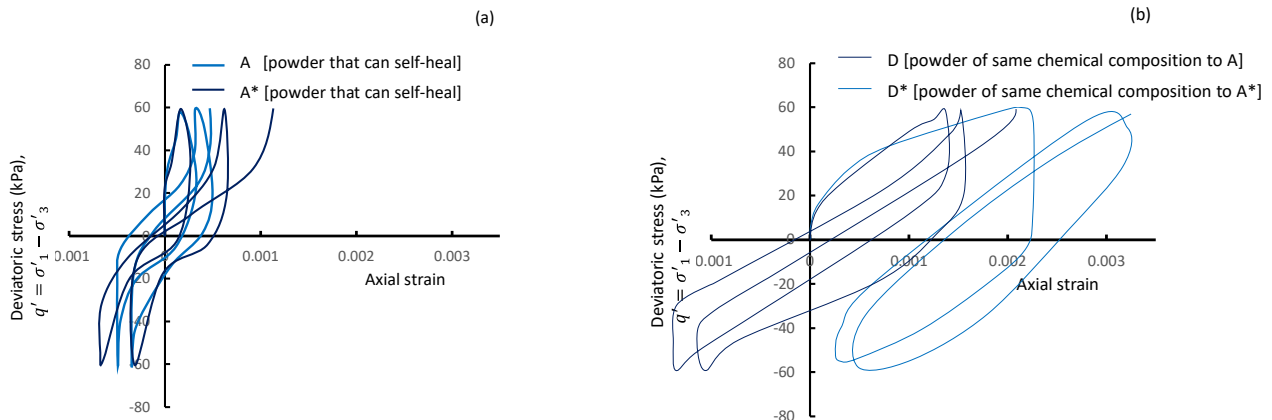 (a)
80
A [powder that can self-heal]
A* [powder that can self-heal]
60
40
20
0
0.001
0
0.001
0.002
0.003
Axial strain
-20
-40
-60
-80
Deviatoric stress (kPa),
q' = σ'₁ − σ'₃
(b)
80
D [powder of same chemical composition to A]
D* [powder of same chemical composition to A*]
60
40
20
0
0.001
0
0.001
0.002
0.003
Axial strain
-20
-40
-60
-80
Deviatoric stress (kPa),
q' = σ'₁ − σ'₃